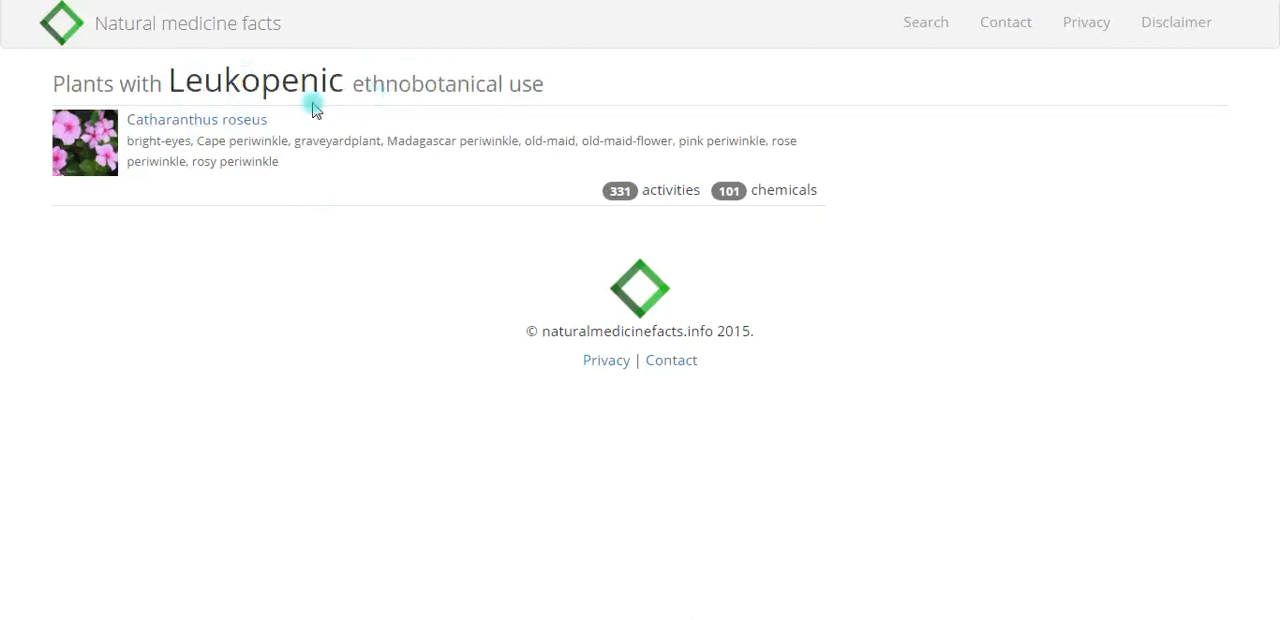 Natural medicine facts
Search Contact Privacy Disclaimer
Plants with Leukopenic ethnobotanical use
Catharanthus roseus
bright-eyes, Cape periwinkle, graveyardplant, Madagascar periwinkle, old-maid, old-maid-flower, pink periwinkle, rose
periwinkle, rosy periwinkle
331 activities 101 chemicals
© naturalmedicinefacts.info 2015.
Privacy | Contact